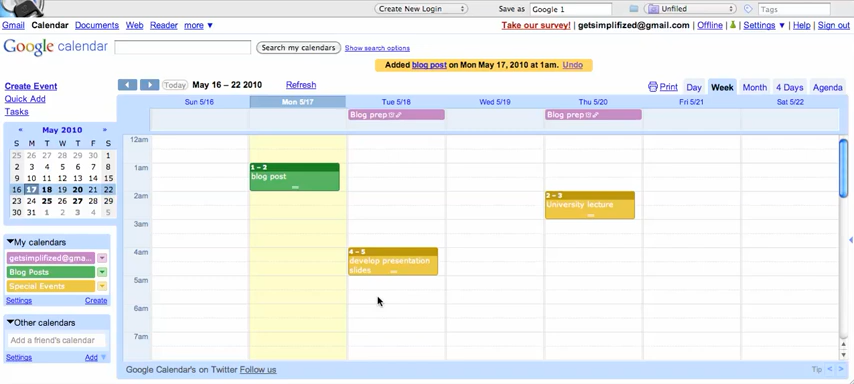 Create New Login
Save as
Google 1
Unfiled
Tags
Gmail Calendar Documents Web Reader more ▼
Take our survey! | getsimplifized@gmail.com | Offline | Settings ▼ | Help | Sign out
Google calendar
Search my calendars
Show search options
Added blog post on Mon May 17, 2010 at 1am. Undo
Create Event
Quick Add
Tasks
Today
May 16 – 22 2010
Refresh
Print
Day
Week
Month
4 Days
Agenda
Sun 5/16
Mon 5/17
Tue 5/18
Wed 5/19
Thu 5/20
Fri 5/21
Sat 5/22
Blog prep
Blog prep
« May 2010 »
S M T W T F S
25 26 27 28 29 30 1
2 3 4 5 6 7 8
9 10 11 12 13 14 15
16 17 18 19 20 21 22
23 24 25 26 27 28 29
30 31 1 2 3 4 5
12am
1am
2am
3am
4am
5am
6am
7am
1 – 2
blog post
2 – 3
University lecture
4 – 5
develop presentation
slides
My calendars
getsimplifized@gma...
Blog Posts
Special Events
Settings
Create
Other calendars
Add a friend's calendar
Settings
Add
Google Calendar's on Twitter Follow us
Tip < >